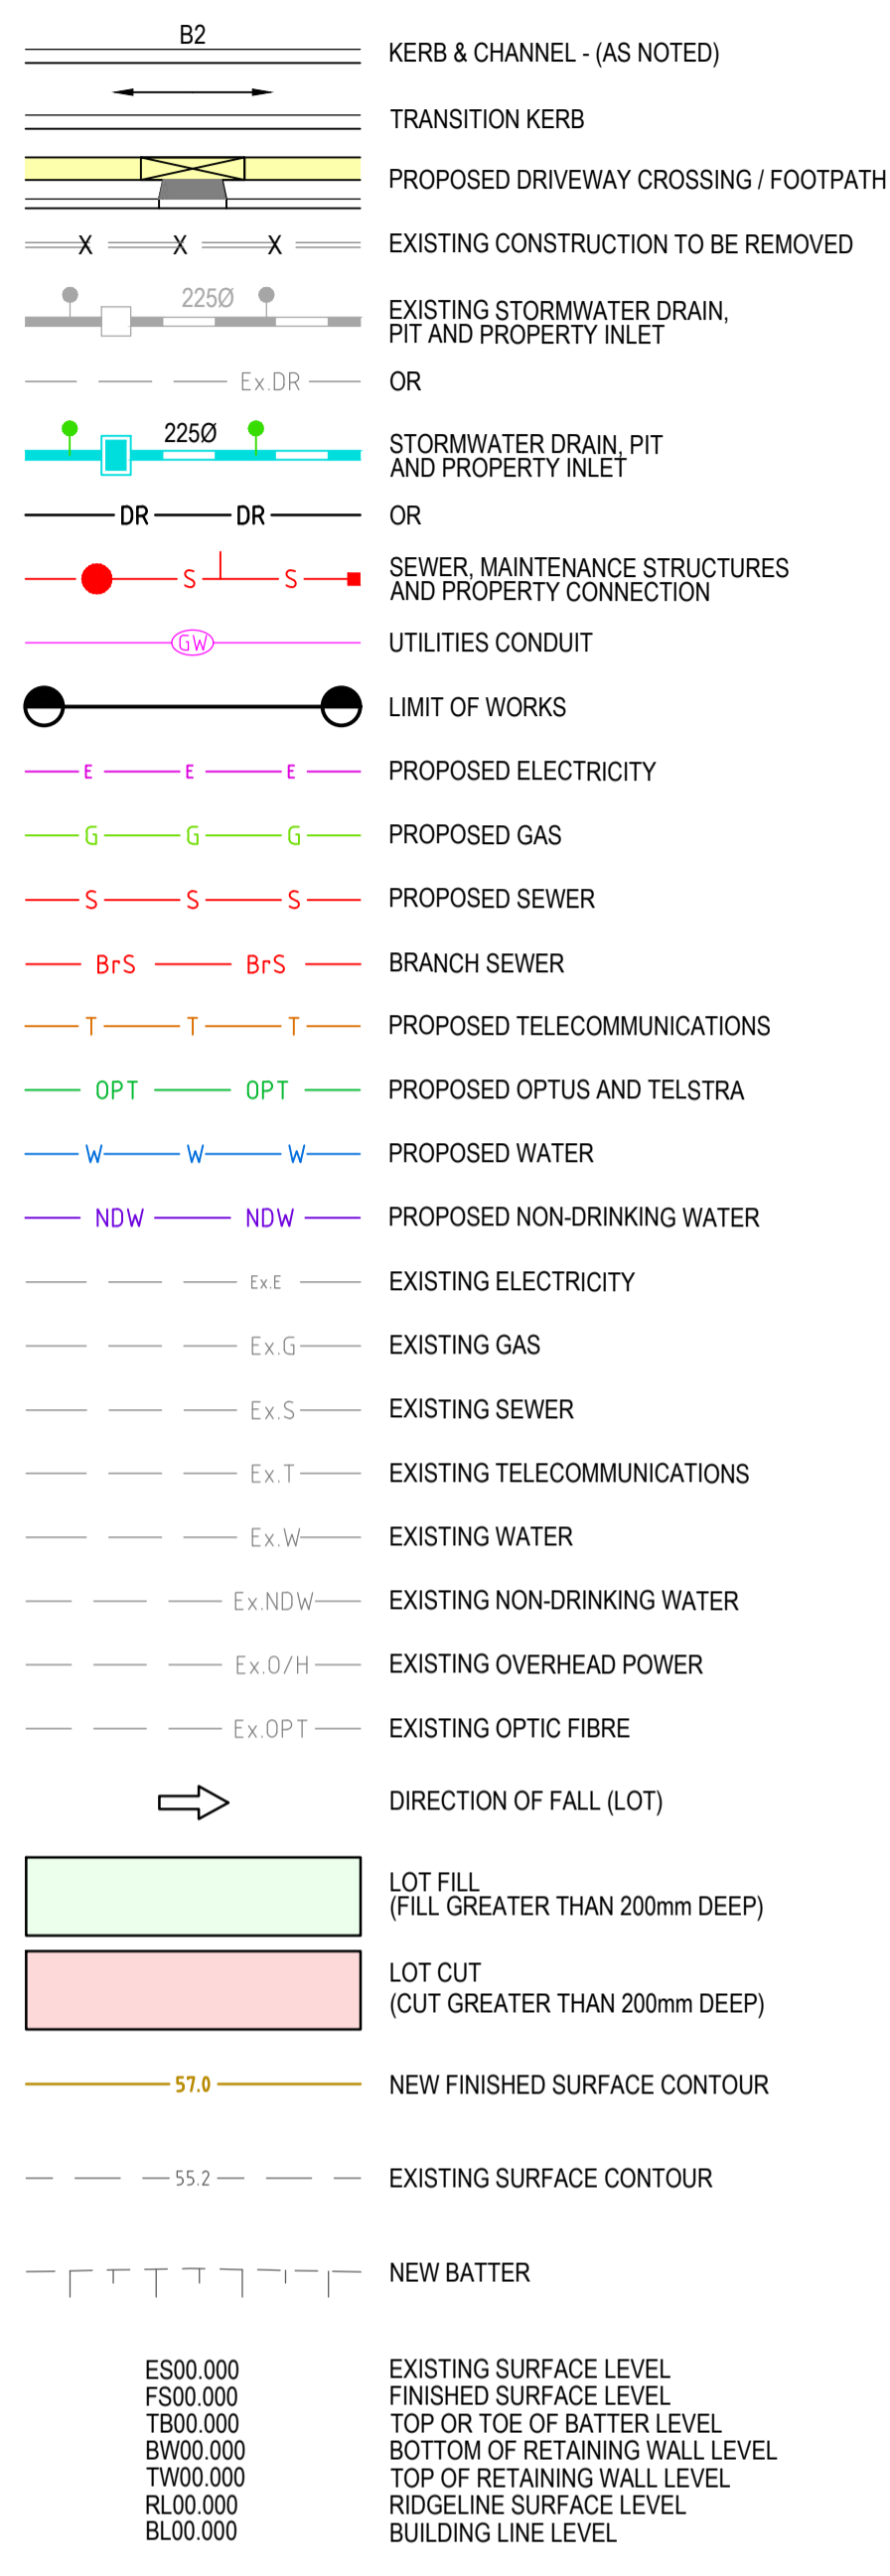 B2
KERB & CHANNEL - (AS NOTED)
TRANSITION KERB
PROPOSED DRIVEWAY CROSSING / FOOTPATH
X X X EXISTING CONSTRUCTION TO BE REMOVED
225Ø EXISTING STORMWATER DRAIN,
PIT AND PROPERTY INLET
Ex.DR OR
225Ø STORMWATER DRAIN, PIT
AND PROPERTY INLET
DR DR OR
S S SEWER, MAINTENANCE STRUCTURES
AND PROPERTY CONNECTION
GW UTILITIES CONDUIT
LIMIT OF WORKS
E E E PROPOSED ELECTRICITY
G G G PROPOSED GAS
S S S PROPOSED SEWER
BrS BrS BRANCH SEWER
T T T PROPOSED TELECOMMUNICATIONS
OPT OPT PROPOSED OPTUS AND TELSTRA
W W W PROPOSED WATER
NDW NDW PROPOSED NON-DRINKING WATER
Ex.E EXISTING ELECTRICITY
Ex.G EXISTING GAS
Ex.S EXISTING SEWER
Ex.T EXISTING TELECOMMUNICATIONS
Ex.W EXISTING WATER
Ex.NDW EXISTING NON-DRINKING WATER
Ex.O/H EXISTING OVERHEAD POWER
Ex.OPT EXISTING OPTIC FIBRE
DIRECTION OF FALL (LOT)
LOT FILL
(FILL GREATER THAN 200mm DEEP)
LOT CUT
(CUT GREATER THAN 200mm DEEP)
57.0 NEW FINISHED SURFACE CONTOUR
55.2 EXISTING SURFACE CONTOUR
NEW BATTER
ES00.000 EXISTING SURFACE LEVEL
FS00.000 FINISHED SURFACE LEVEL
TB00.000 TOP OR TOE OF BATTER LEVEL
BW00.000 BOTTOM OF RETAINING WALL LEVEL
TW00.000 TOP OF RETAINING WALL LEVEL
RL00.000 RIDGELINE SURFACE LEVEL
BL00.000 BUILDING LINE LEVEL